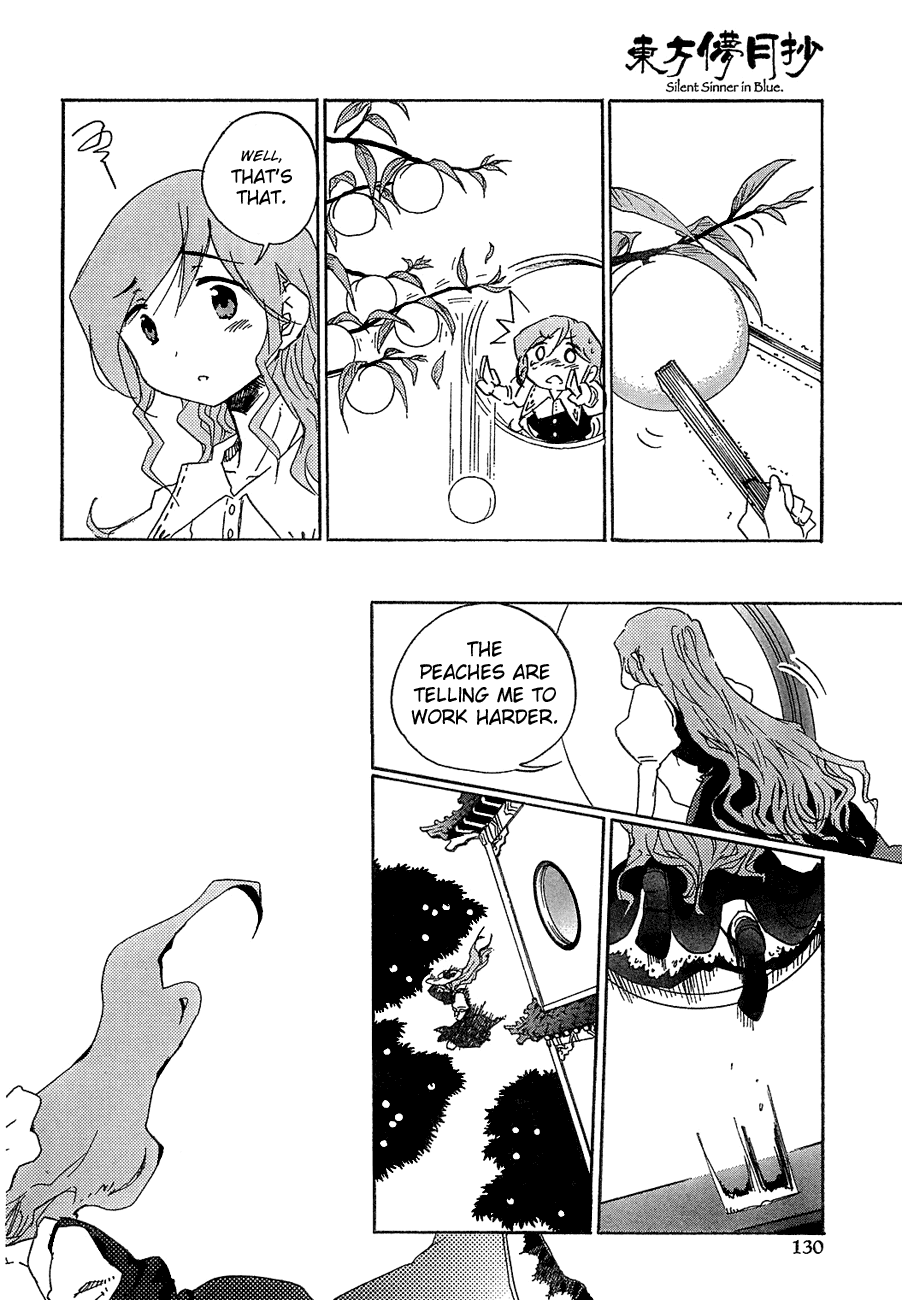 東方儚月抄
Silent Sinner in Blue.
WELL,
THAT'S
THAT.
THE
PEACHES ARE
TELLING ME TO
WORK HARDER.
130